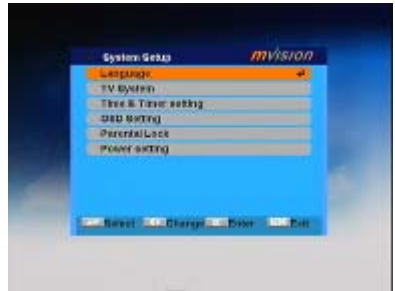 System Setup mvision
Language
TV System
Time & Timer setting
OSD Setting
Parental Lock
Power setting
Select Change Enter Exit